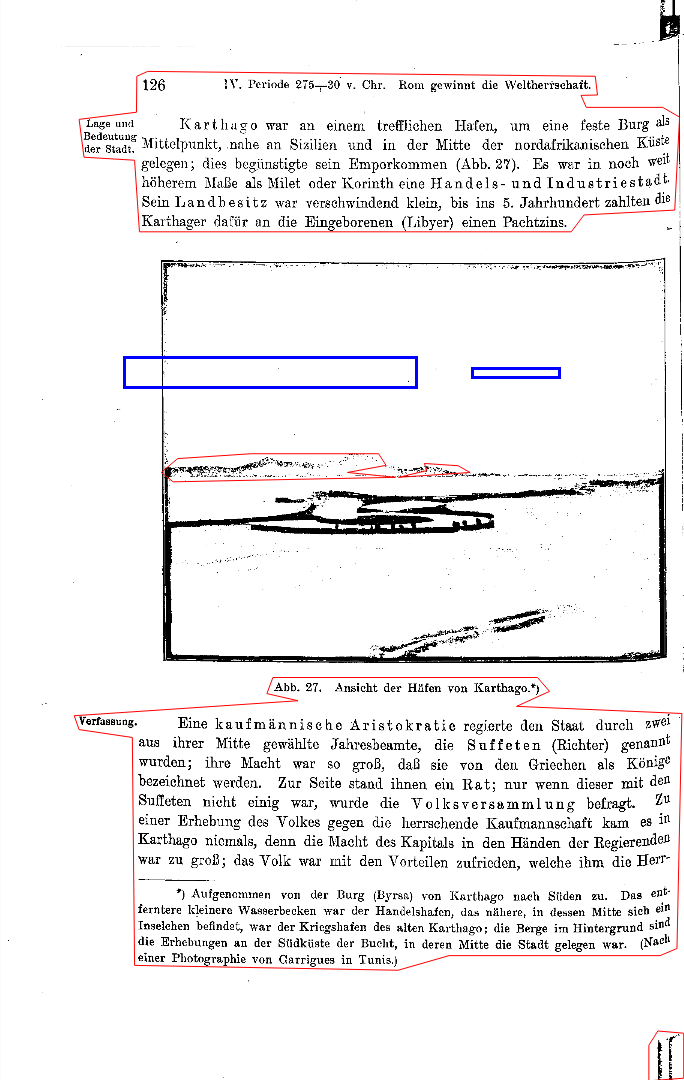 126 IV. Periode 275—30 v. Chr. Rom gewinnt die Weltherrschaft.
Lage und
Bedeutung
der Stadt.
Karthago war an einem trefflichen Hafen, um eine feste Burg als
Mittelpunkt, nahe an Sizilien und in der Mitte der nordafrikanischen Küste
gelegen; dies begünstigte sein Emporkommen (Abb. 27). Es war in noch weit
höherem Maße als Milet oder Korinth eine Handels- und Industriestadt.
Sein Landbesitz war verschwindend klein, bis ins 5. Jahrhundert zahlten die
Karthager dafür an die Eingeborenen (Libyer) einen Pachtzins.
Abb. 27. Ansicht der Häfen von Karthago.*)
Verfassung.
Eine kaufmännische Aristokratie regierte den Staat durch zwei
aus ihrer Mitte gewählte Jahresbeamte, die Suffeten (Richter) genannt
wurden; ihre Macht war so groß, daß sie von den Griechen als Könige
bezeichnet werden. Zur Seite stand ihnen ein Rat; nur wenn dieser mit den
Suffeten nicht einig war, wurde die Volksversammlung befragt. Zu
einer Erhebung des Volkes gegen die herrschende Kaufmannschaft kam es in
Karthago niemals, denn die Macht des Kapitals in den Händen der Regierenden
war zu groß; das Volk war mit den Vorteilen zufrieden, welche ihm die Herr-
*) Aufgenommen von der Burg (Byrsa) von Karthago nach Süden zu. Das ent-
ferntere kleinere Wasserbecken war der Handelshafen, das nähere, in dessen Mitte sich ein
Inselchen befindet, war der Kriegshafen des alten Karthago; die Berge im Hintergrund sind
die Erhebungen an der Südküste der Bucht, in deren Mitte die Stadt gelegen war. (Nach
einer Photographie von Garrigues in Tunis.)